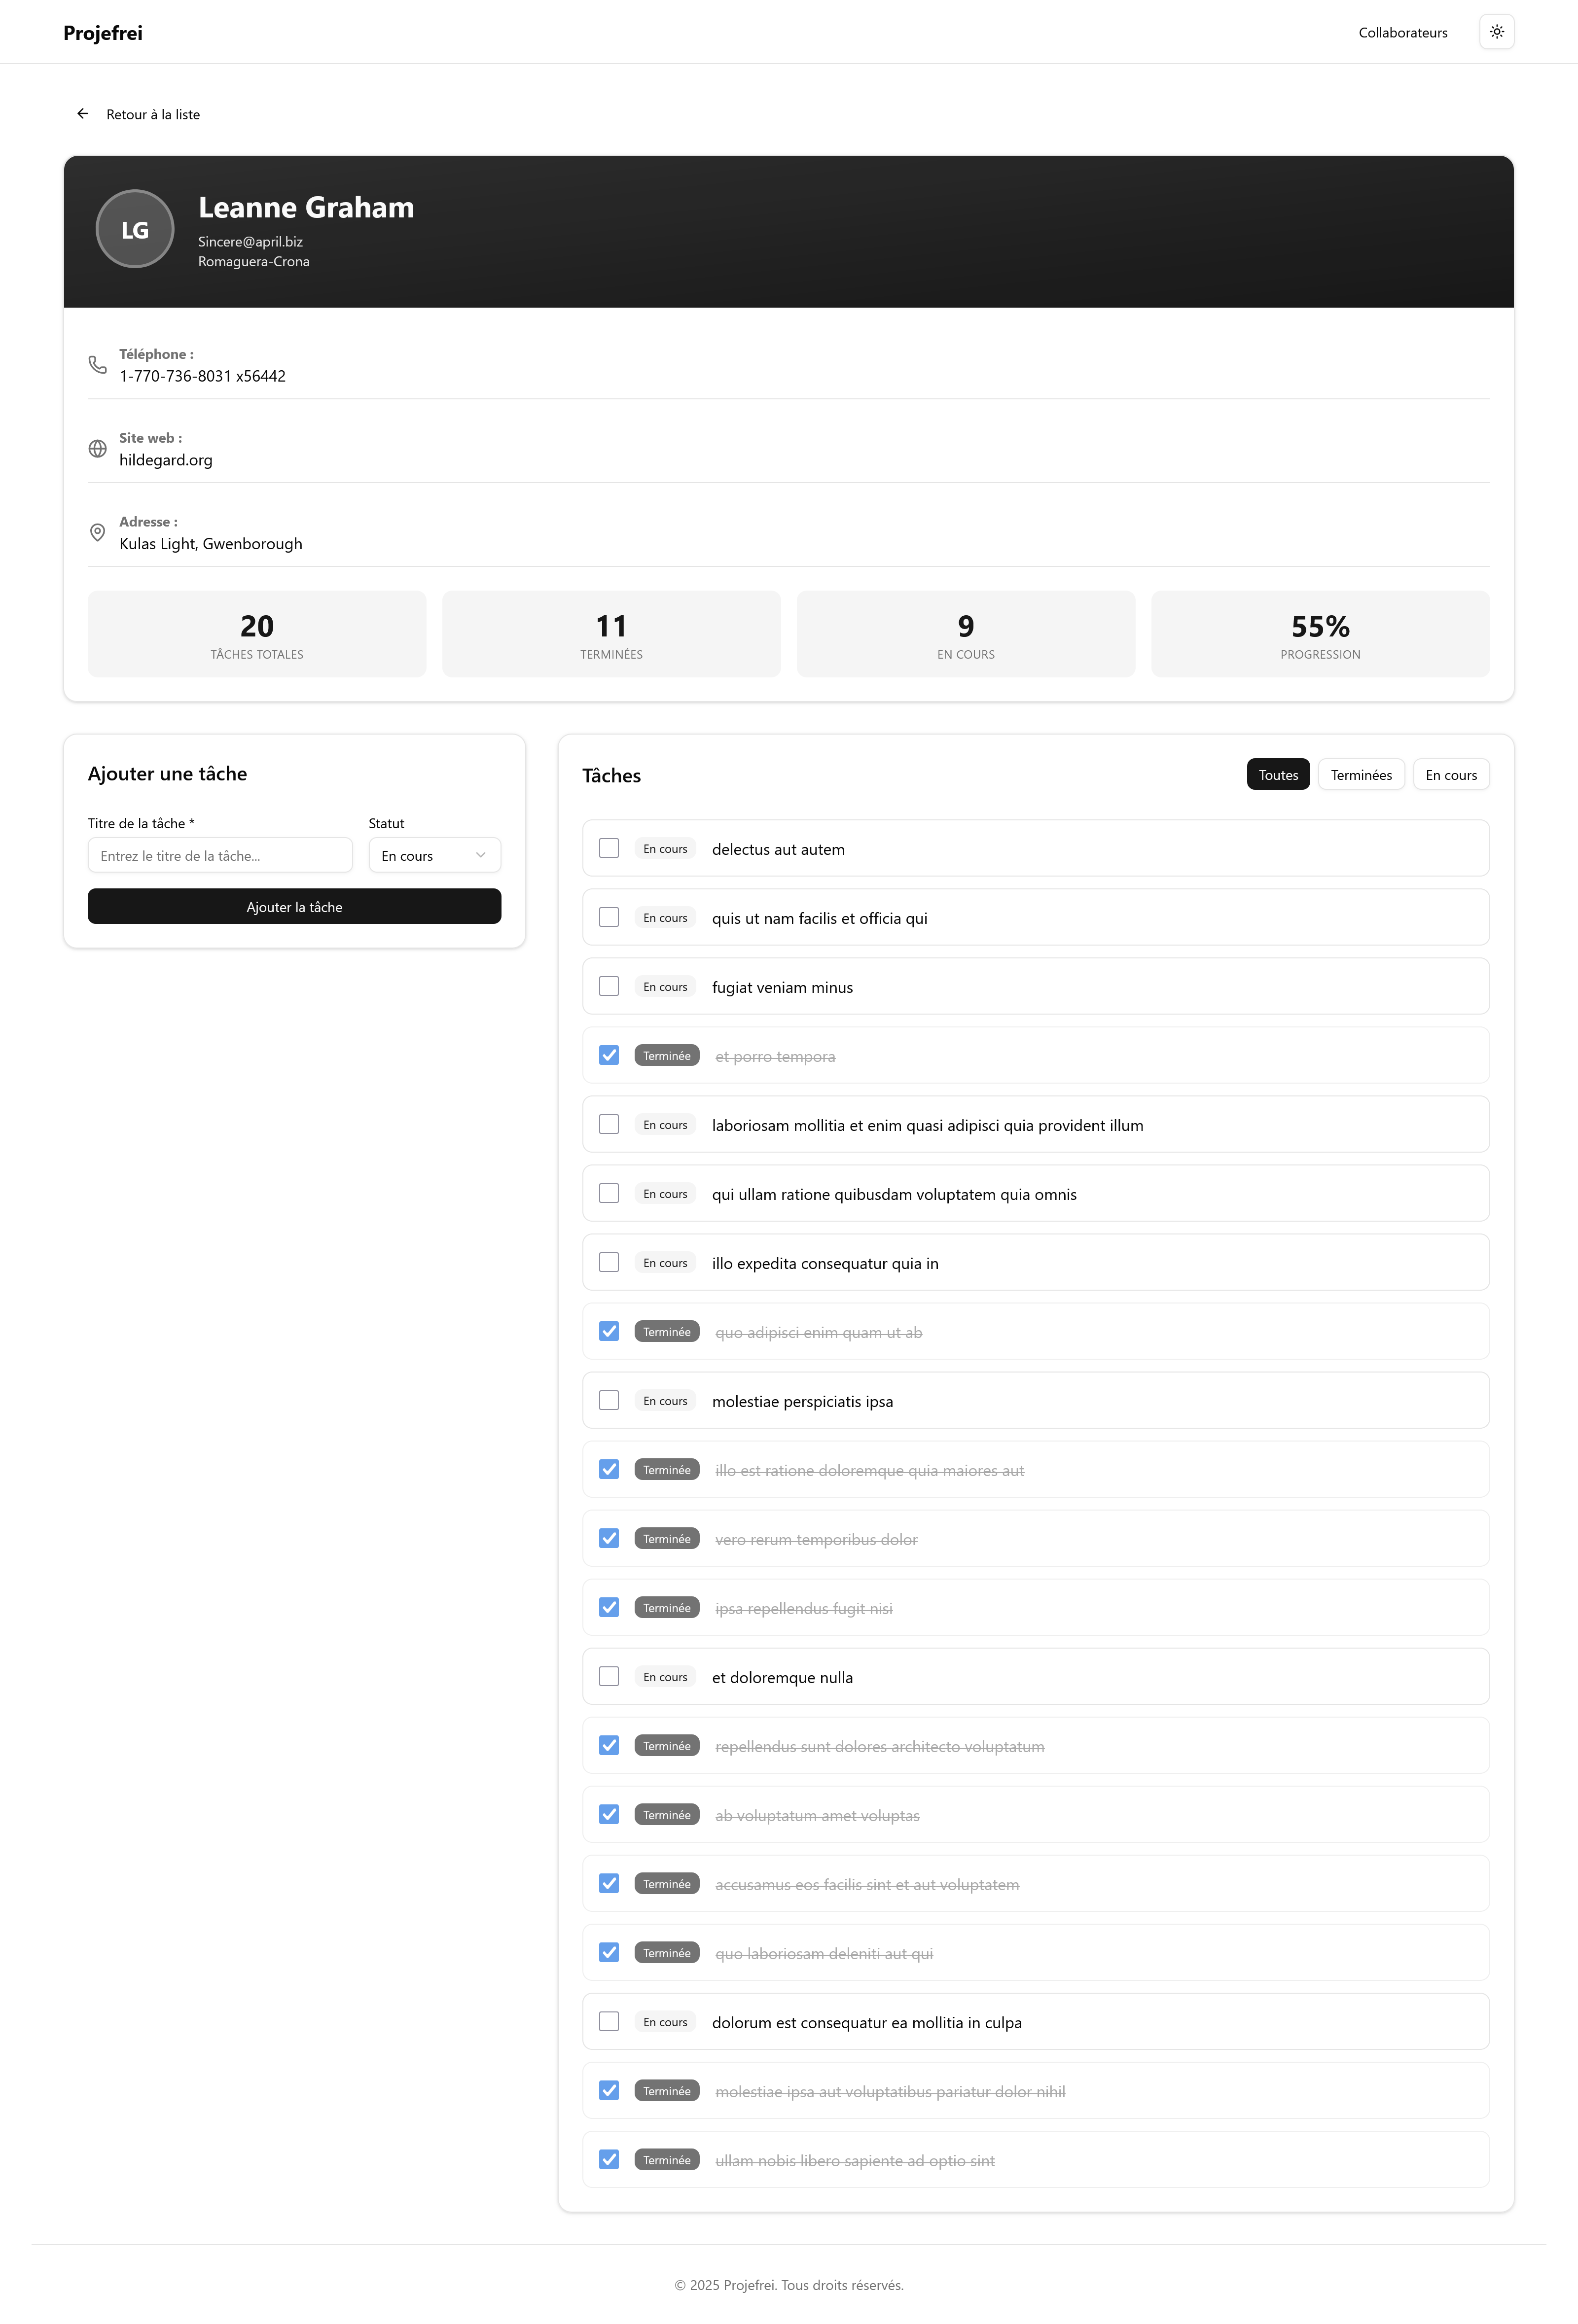 Projefrei
Collaborateurs
Retour à la liste
LG
Leanne Graham
Sincere@april.biz
Romaguera-Crona
Téléphone :
1-770-736-8031 x56442
Site web :
hildegard.org
Adresse :
Kulas Light, Gwenborough
20
TÂCHES TOTALES
11
TERMINÉES
9
EN COURS
55%
PROGRESSION
Ajouter une tâche
Titre de la tâche *
Statut
Entrez le titre de la tâche...
En cours
Ajouter la tâche
Tâches
Toutes
Terminées
En cours
En cours delectus aut autem
En cours quis ut nam facilis et officia qui
En cours fugiat veniam minus
Terminée et porro tempora
En cours laboriosam mollitia et enim quasi adipisci quia provident illum
En cours qui ullam ratione quibusdam voluptatem quia omnis
En cours illo expedita consequatur quia in
Terminée quo adipisci enim quam ut ab
En cours molestiae perspiciatis ipsa
Terminée illo est ratione doloremque quia maiores aut
Terminée vero rerum temporibus dolor
Terminée ipsa repellendus fugit nisi
En cours et doloremque nulla
Terminée repellendus sunt dolores architecto voluptatum
Terminée ab voluptatum amet voluptas
Terminée accusamus eos facilis sint et aut voluptatem
Terminée quo laboriosam deleniti aut qui
En cours dolorum est consequatur ea mollitia in culpa
Terminée molestiae ipsa aut voluptatibus pariatur dolor nihil
Terminée ullam nobis libero sapiente ad optio sint
© 2025 Projefrei. Tous droits réservés.